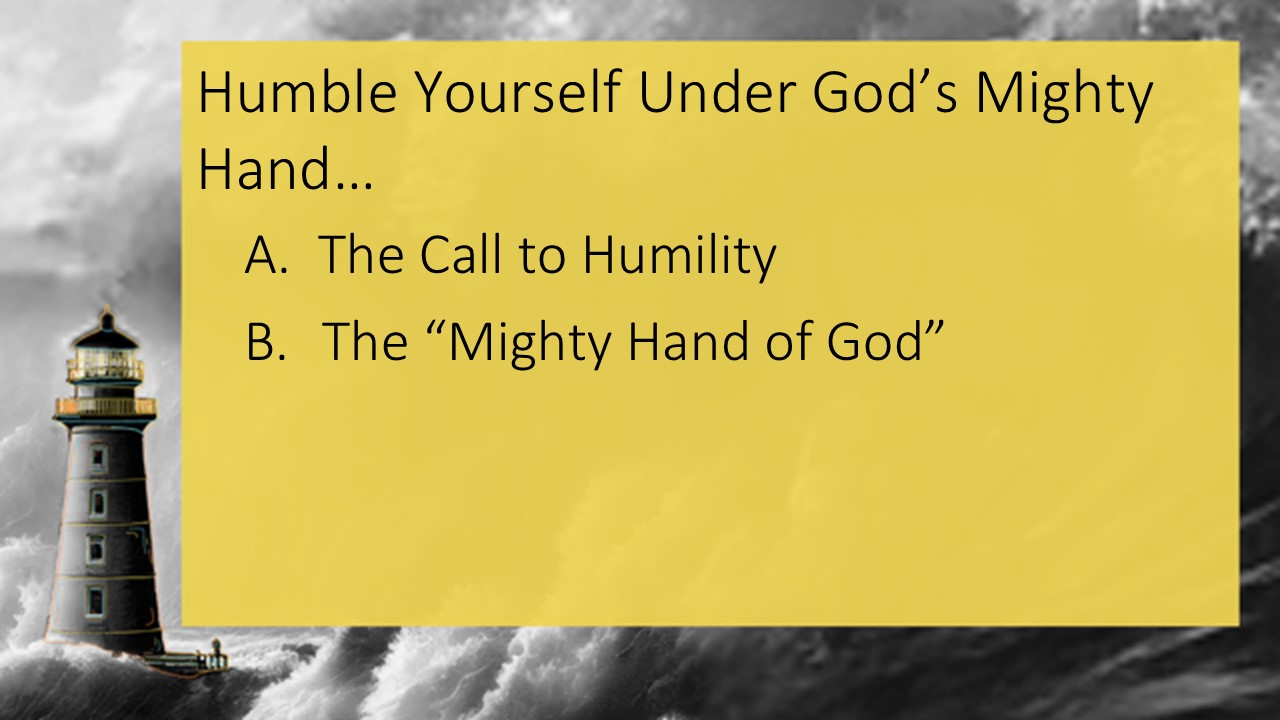 Humble Yourself Under God’s Mighty
Hand…
A. The Call to Humility
B. The “Mighty Hand of God”